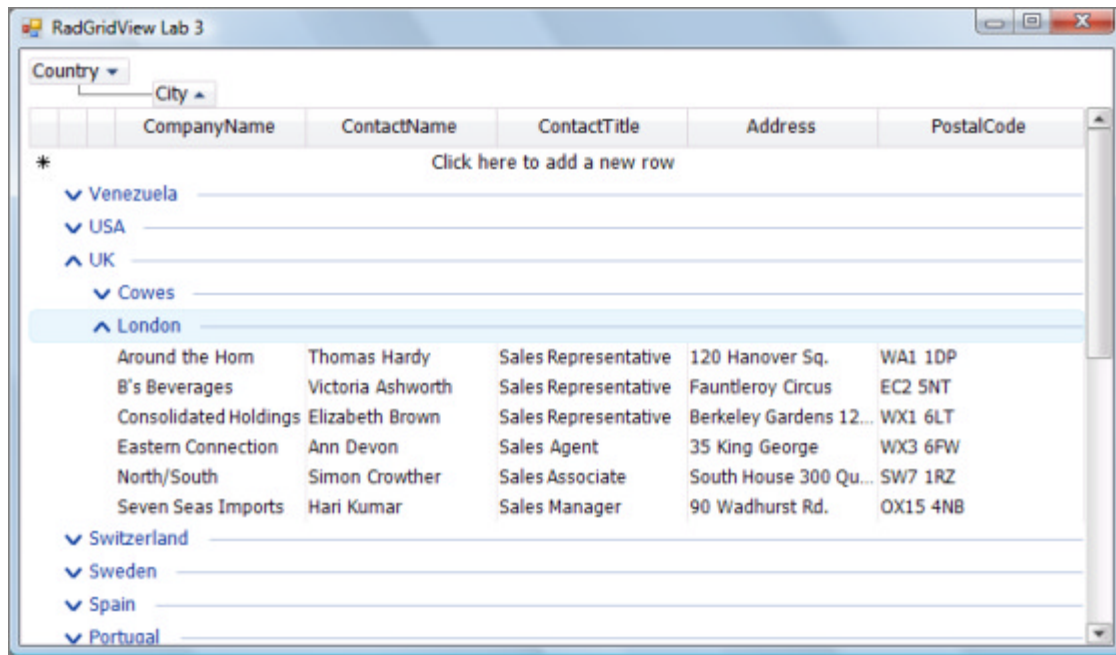 RadGridView Lab 3
Country
City
CompanyName ContactName ContactTitle Address PostalCode
* Click here to add a new row
Venezuela
USA
UK
Cowes
London
Around the Horn Thomas Hardy Sales Representative 120 Hanover Sq. WA1 1DP
B's Beverages Victoria Ashworth Sales Representative Fauntleroy Circus EC2 5NT
Consolidated Holdings Elizabeth Brown Sales Representative Berkeley Gardens 12... WX1 6LT
Eastern Connection Ann Devon Sales Agent 35 King George WX3 6FW
North/South Simon Crowther Sales Associate South House 300 Qu... SW7 1RZ
Seven Seas Imports Hari Kumar Sales Manager 90 Wadhurst Rd. OX15 4NB
Switzerland
Sweden
Spain
Portugal